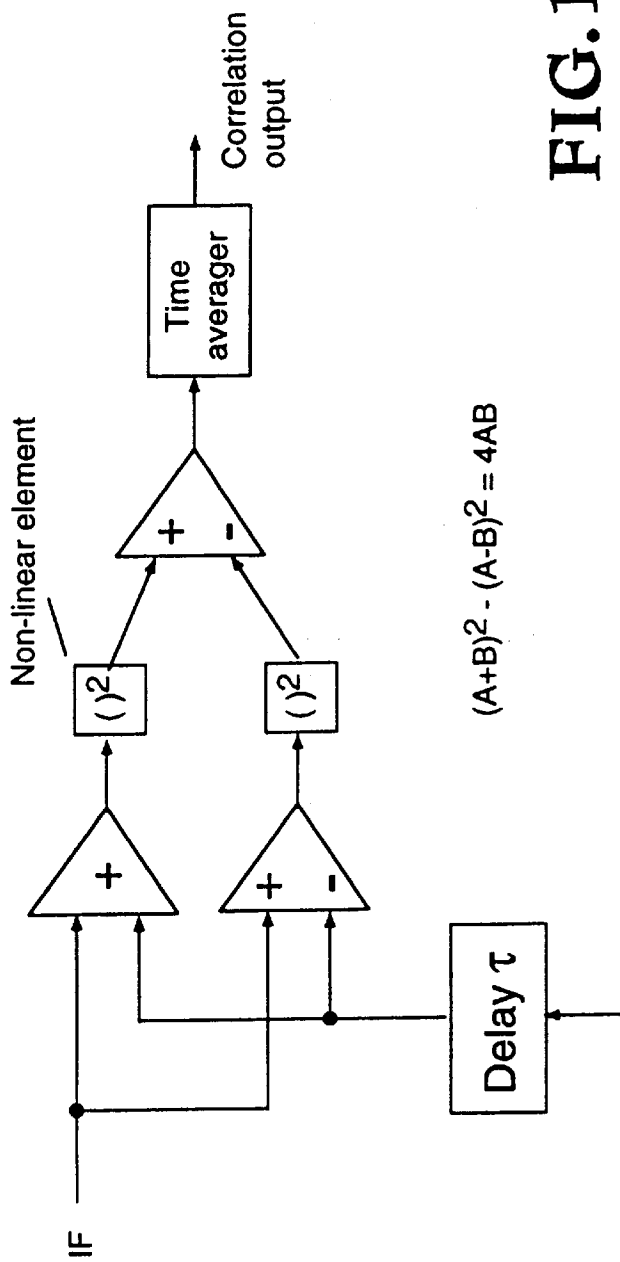 Non-linear element
IF
+
( )²
+
-
( )²
+
-
Time
averager
Correlation
output
Delay τ
(A+B)² - (A-B)² = 4AB
FIG.1